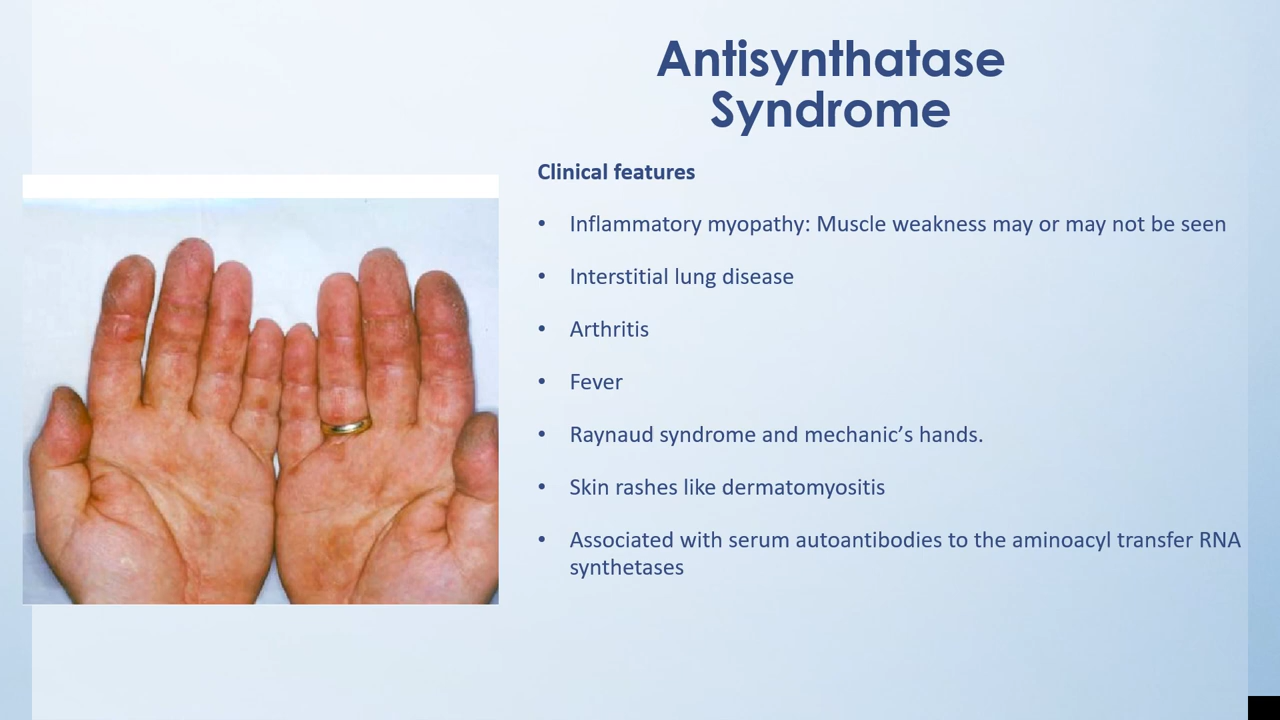 Antisynthatase
Syndrome
Clinical features
• Inflammatory myopathy: Muscle weakness may or may not be seen
• Interstitial lung disease
• Arthritis
• Fever
• Raynaud syndrome and mechanic’s hands.
• Skin rashes like dermatomyositis
• Associated with serum autoantibodies to the aminoacyl transfer RNA
synthetases